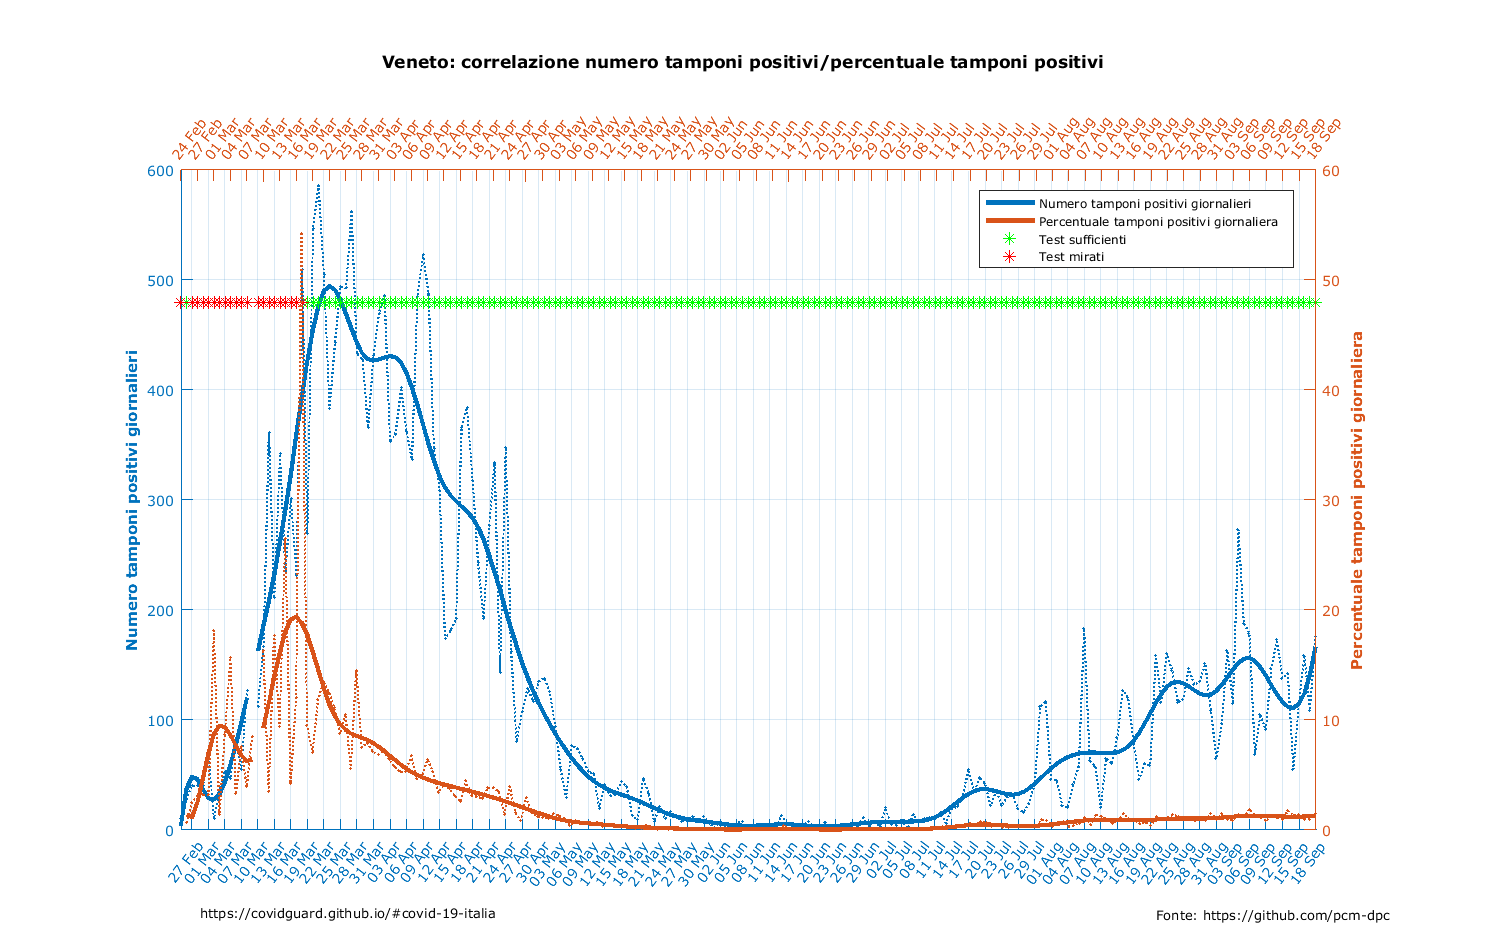 Veneto: correlazione numero tamponi positivi/percentuale tamponi positivi
24 Feb 27 Feb 01 Mar 04 Mar 07 Mar 10 Mar 13 Mar 16 Mar 19 Mar 22 Mar 25 Mar 28 Mar 31 Mar 03 Apr 06 Apr 09 Apr 12 Apr 15 Apr 18 Apr 21 Apr 24 Apr 27 Apr 30 Apr 03 May 06 May 09 May 12 May 15 May 18 May 21 May 24 May 27 May 30 May 02 Jun 05 Jun 08 Jun 11 Jun 14 Jun 17 Jun 20 Jun 23 Jun 26 Jun 29 Jun 02 Jul 05 Jul 08 Jul 11 Jul 14 Jul 17 Jul 20 Jul 23 Jul 26 Jul 29 Jul 01 Aug 04 Aug 07 Aug 10 Aug 13 Aug 16 Aug 19 Aug 22 Aug 25 Aug 28 Aug 31 Aug 03 Sep 06 Sep 09 Sep 12 Sep 15 Sep 18 Sep
600
500
400
300
200
100
0
Numero tamponi positivi giornalieri
Numero tamponi positivi giornalieri
Percentuale tamponi positivi giornaliera
Test sufficienti
Test mirati
60
50
40
30
20
10
0
Percentuale tamponi positivi giornaliera
27 Feb 01 Mar 04 Mar 07 Mar 10 Mar 13 Mar 16 Mar 19 Mar 22 Mar 25 Mar 28 Mar 31 Mar 03 Apr 06 Apr 09 Apr 12 Apr 15 Apr 18 Apr 21 Apr 24 Apr 27 Apr 30 Apr 03 May 06 May 09 May 12 May 15 May 18 May 21 May 24 May 27 May 30 May 02 Jun 05 Jun 08 Jun 11 Jun 14 Jun 17 Jun 20 Jun 23 Jun 26 Jun 29 Jun 02 Jul 05 Jul 08 Jul 11 Jul 14 Jul 17 Jul 20 Jul 23 Jul 26 Jul 29 Jul 01 Aug 04 Aug 07 Aug 10 Aug 13 Aug 16 Aug 19 Aug 22 Aug 25 Aug 28 Aug 31 Aug 03 Sep 06 Sep 09 Sep 12 Sep 15 Sep 18 Sep
https://covidguard.github.io/#covid-19-italia
Fonte: https://github.com/pcm-dpc